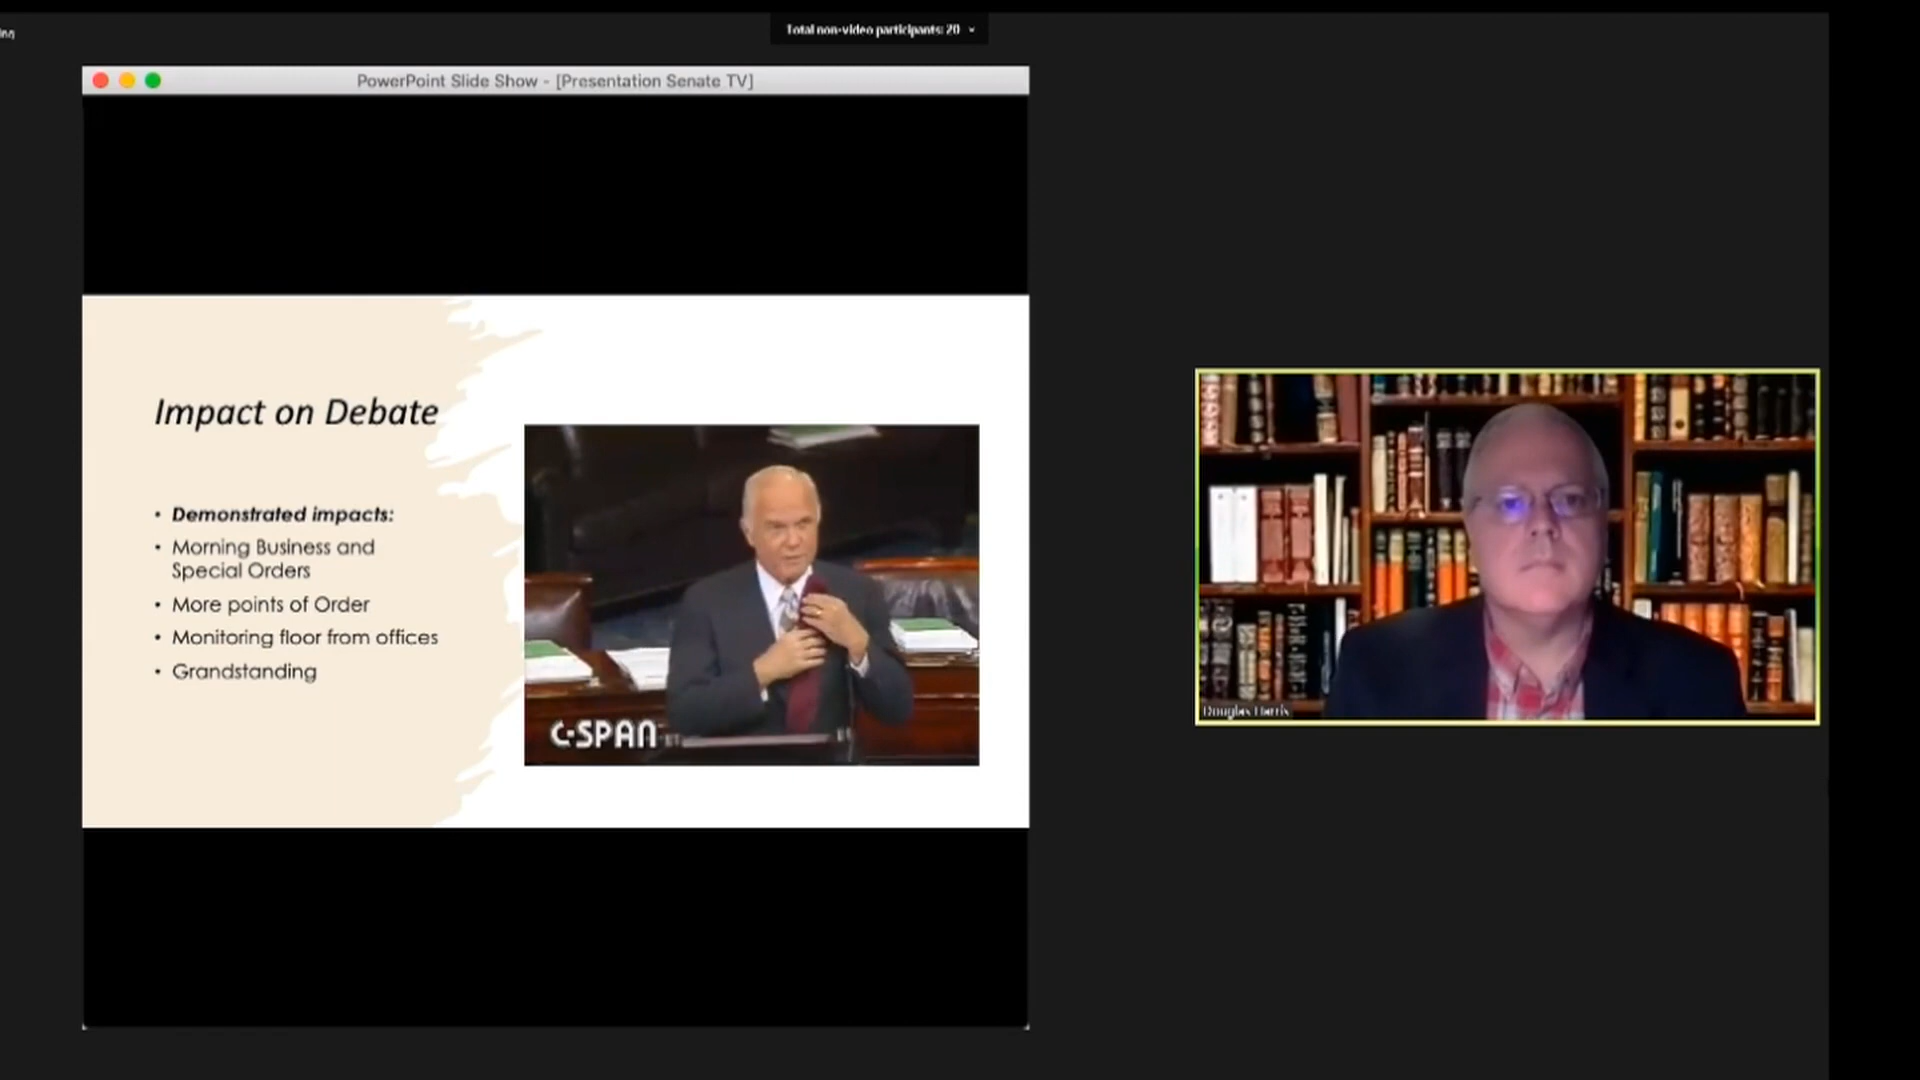 Total non-video participants: 20
PowerPoint Slide Show - [Presentation Senate TV]
Impact on Debate
• Demonstrated impacts:
• Morning Business and
Special Orders
• More points of Order
• Monitoring floor from offices
• Grandstanding
C-SPAN
Douglas Harris